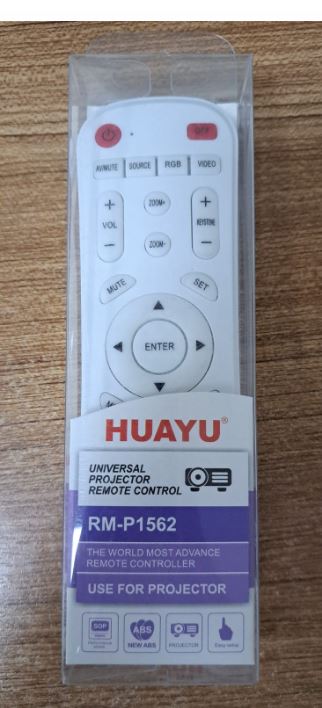 OFF
AV/MUTE SOURCE RGB VIDEO
+ ZOOM+ +
VOL KEYSTONE
- ZOOM- -
MUTE SET
ENTER
HUAYU®
UNIVERSAL
PROJECTOR
REMOTE CONTROL
RM-P1562
THE WORLD MOST ADVANCE
REMOTE CONTROLLER
USE FOR PROJECTOR
SOP ABS
NEW ABS PROJECTOR Easy setup